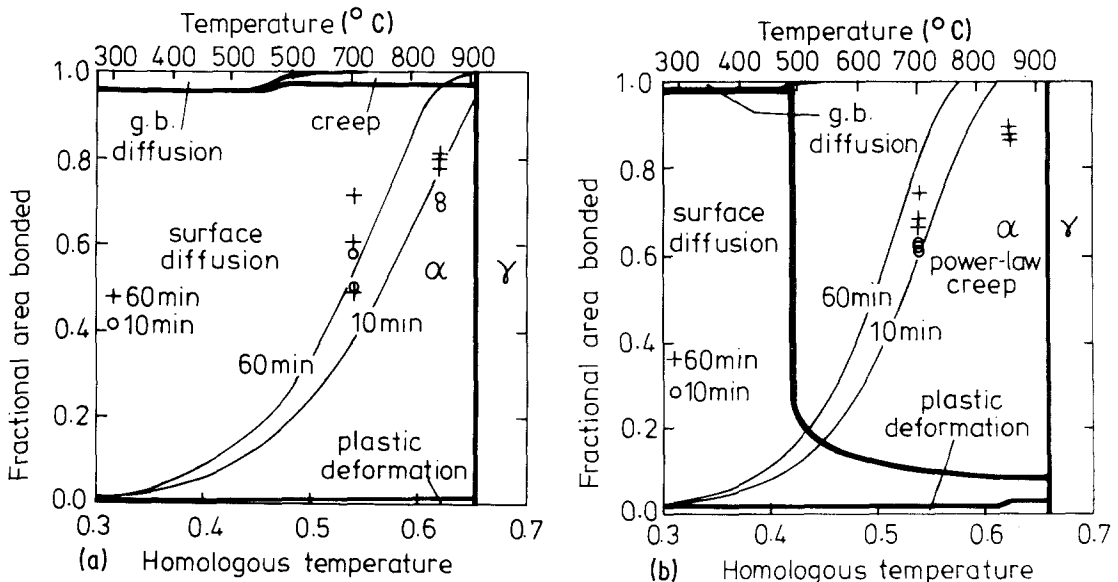 Temperature (°C)
300 400 500 600 700 800 900
1.0
0.8
0.6
0.4
0.2
0.0
Fractional area bonded
g.b.
diffusion
creep
surface
diffusion
+60min
o10min
α
γ
60min
10min
plastic
deformation
0.3 0.4 0.5 0.6 0.7
(a) Homologous temperature
Temperature (°C)
300 400 500 600 700 800 900
1.0
0.8
0.6
0.4
0.2
0.0
Fractional area bonded
g.b.
diffusion
surface
diffusion
α
γ
power-law
creep
60min
10min
+60min
o10min
plastic
deformation
0.3 0.4 0.5 0.6 0.7
(b) Homologous temperature